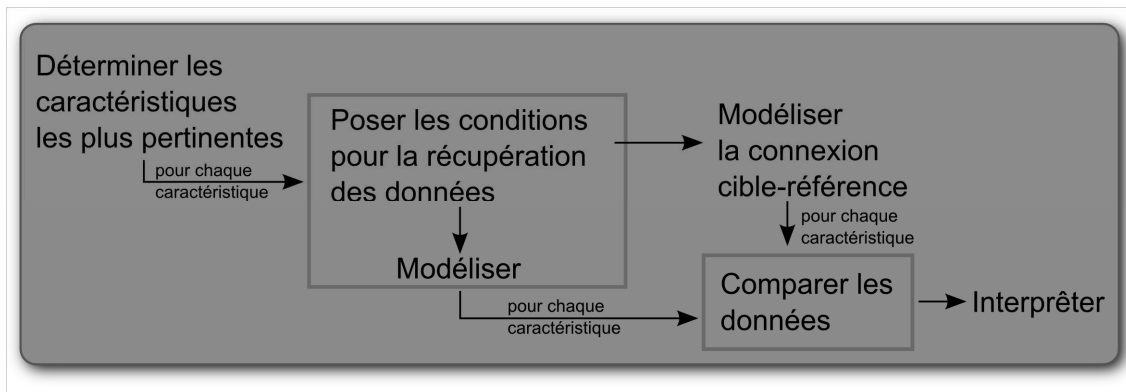 Déterminer les
caractéristiques
les plus pertinentes
pour chaque
caractéristique
Poser les conditions
pour la récupération
des données
Modéliser
pour chaque
caractéristique
Modéliser
la connexion
cible-référence
pour chaque
caractéristique
Comparer les
données
Interprêter